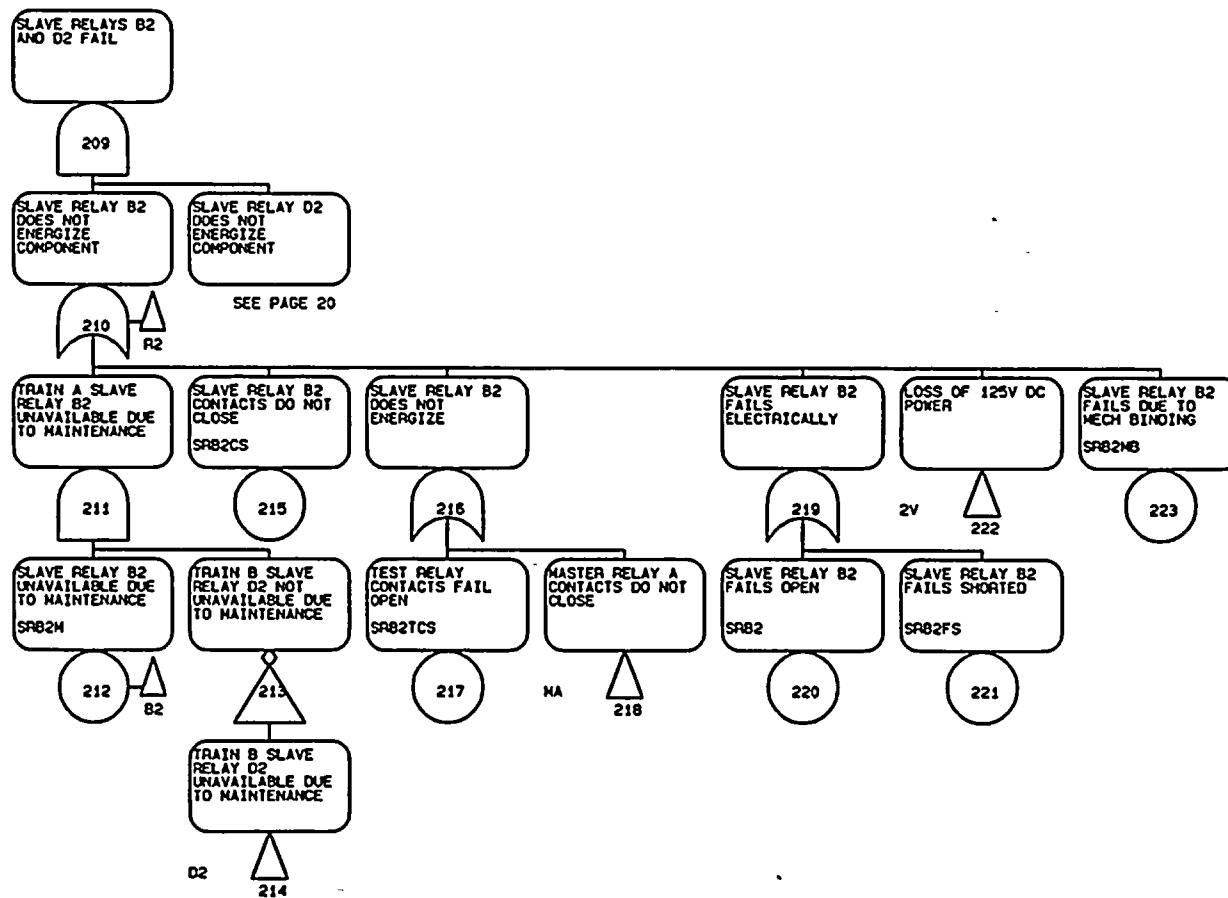 SLAVE RELAYS B2
AND D2 FAIL
209
SLAVE RELAY B2
DOES NOT
ENERGIZE
COMPONENT
SLAVE RELAY D2
DOES NOT
ENERGIZE
COMPONENT
SEE PAGE 20
210
R2
TRAIN A SLAVE
RELAY B2
UNAVAILABLE DUE
TO MAINTENANCE
SLAVE RELAY B2
CONTACTS DO NOT
CLOSE
SRB2CS
SLAVE RELAY B2
DOES NOT
ENERGIZE
SLAVE RELAY B2
FAILS
ELECTRICALLY
LOSS OF 125V DC
POWER
SLAVE RELAY B2
FAILS DUE TO
MECH BINDING
SRB2MB
211
215
216
219
2V
222
223
SLAVE RELAY B2
UNAVAILABLE DUE
TO MAINTENANCE
SRB2M
TRAIN B SLAVE
RELAY D2 NOT
UNAVAILABLE DUE
TO MAINTENANCE
TEST RELAY
CONTACTS FAIL
OPEN
SRB2TCS
MASTER RELAY A
CONTACTS DO NOT
CLOSE
SLAVE RELAY B2
FAILS OPEN
SRB2
SLAVE RELAY B2
FAILS SHORTED
SRB2FS
212
B2
213
217
MA
218
220
221
TRAIN B SLAVE
RELAY D2
UNAVAILABLE DUE
TO MAINTENANCE
D2
214